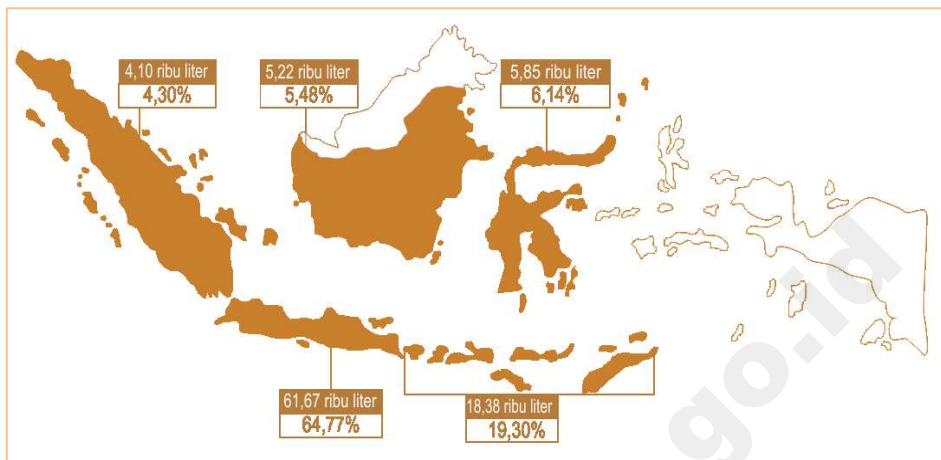 4,10 ribu liter
4,30%
5,22 ribu liter
5,48%
5,85 ribu liter
6,14%
61,67 ribu liter
64,77%
18,38 ribu liter
19,30%
go.id